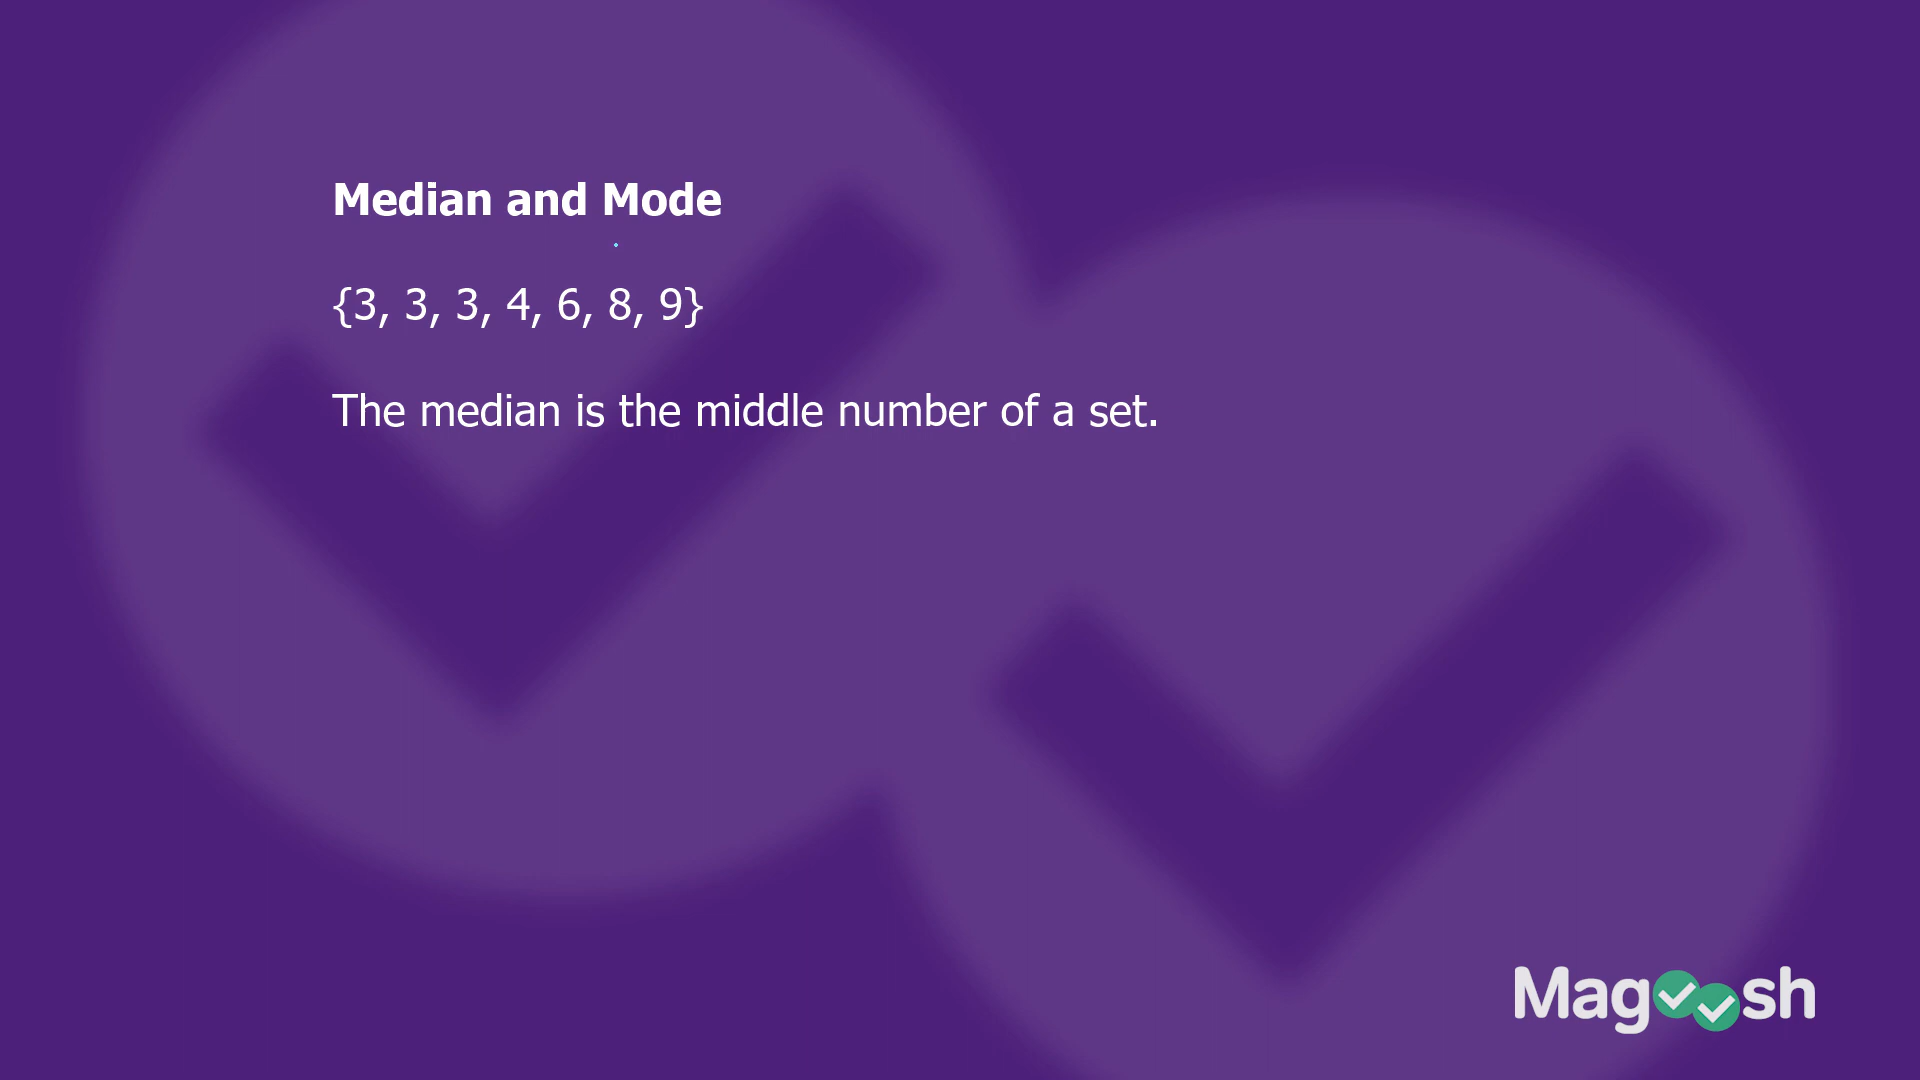 Median and Mode
{3, 3, 3, 4, 6, 8, 9}
The median is the middle number of a set.
Magoosh